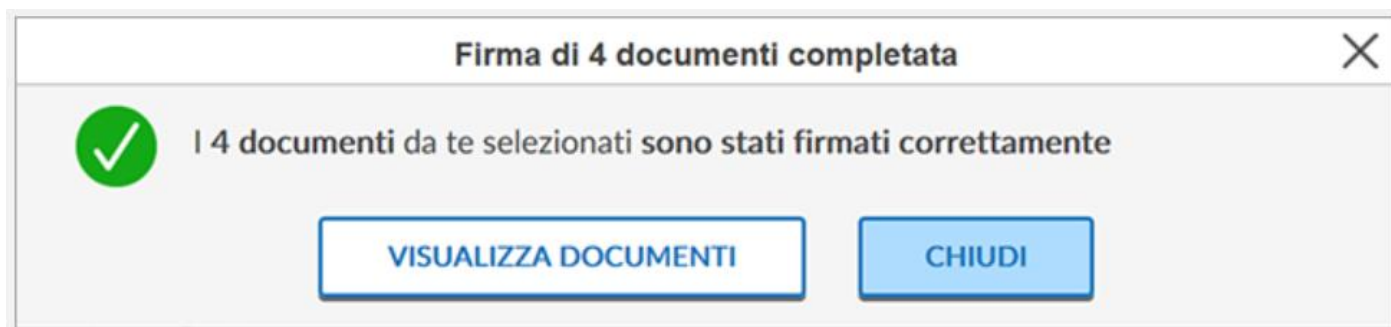 Firma di 4 documenti completata
I 4 documenti da te selezionati sono stati firmati correttamente
VISUALIZZA DOCUMENTI
CHIUDI